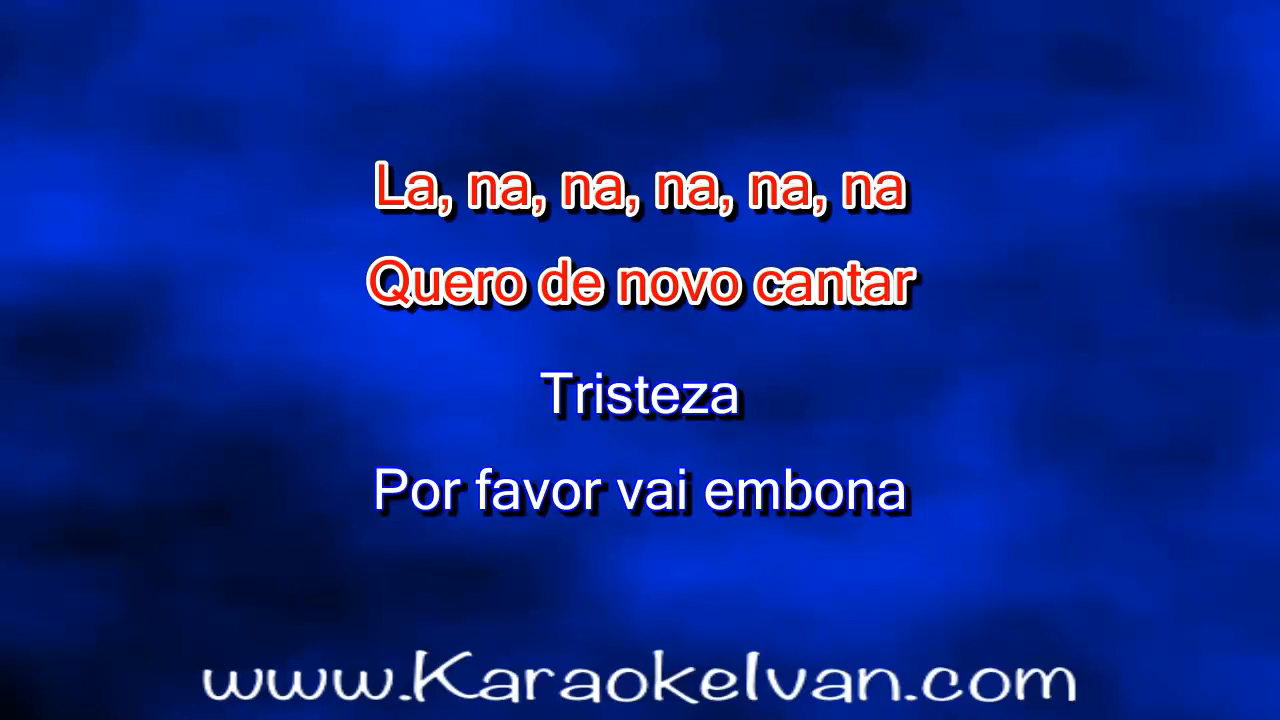 La, na, na, na, na, na
Quero de novo cantar
Tristeza
Por favor vai embona
www.KaraokeIvan.com